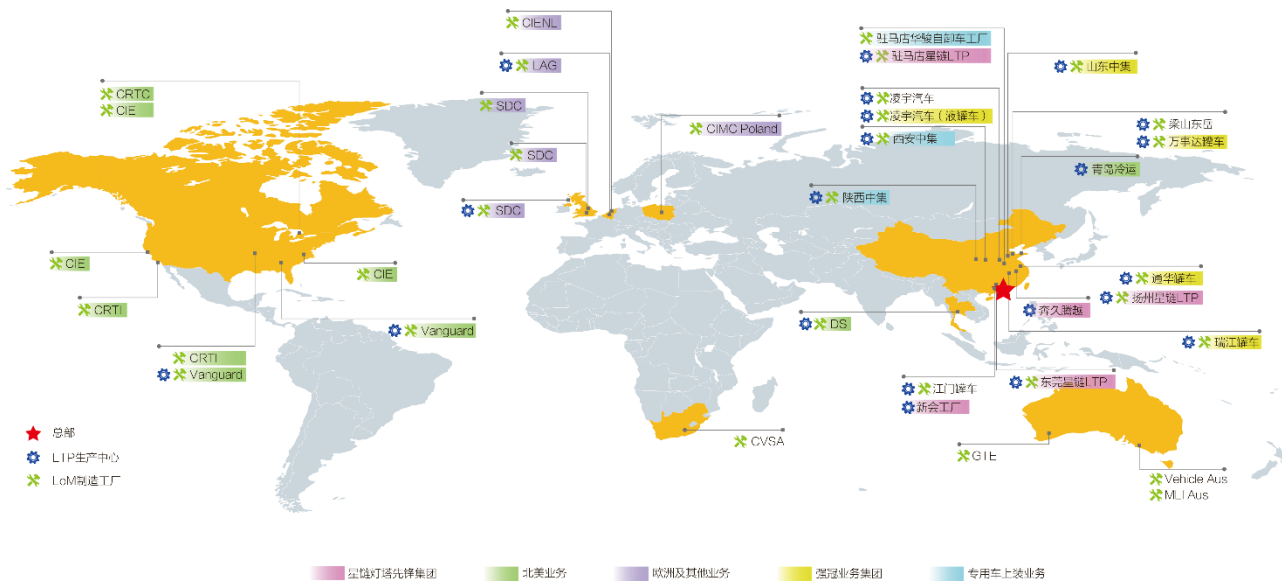 CIENL
驻马店华骏自卸车工厂
驻马店星链LTP
LAG
山东中集
CRTC
CIE
凌宇汽车
凌宇汽车（液罐车）
SDC
CIMC Poland
梁山东岳
万事达罐车
西安中集
SDC
青岛冷运
陕西中集
SDC
CIE
CIE
通华罐车
扬州星链LTP
CRTI
秀久腾越
DS
Vanguard
瑞江罐车
CRTI
Vanguard
江门罐车
新会工厂
东莞星链LTP
总部
CVSA
GTE
LTP生产中心
LoM制造工厂
Vehicle Aus
MLI Aus
星链灯塔先锋集团
北美业务
欧洲及其他业务
强冠业务集团
专用车上装业务